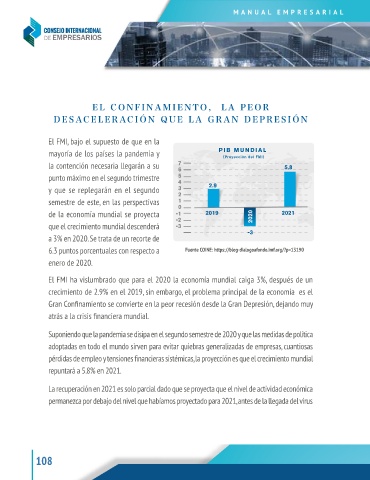 MANUAL EMPRESARIAL
CONSEJO INTERNACIONAL
DE EMPRESARIOS
EL CONFINAMIENTO, LA PEOR
DESACELERACIÓN QUE LA GRAN DEPRESIÓN
El FMI, bajo el supuesto de que en la
mayoría de los países la pandemia y
la contención necesaria llegarán a su
punto máximo en el segundo trimestre
y que se replegarán en el segundo
semestre de este, en las perspectivas
de la economía mundial se proyecta
que el crecimiento mundial descenderá
a 3% en 2020. Se trata de un recorte de
6.3 puntos porcentuales con respecto a
enero de 2020.
PIB MUNDIAL
(Proyección del FMI)
7
6
5
4
3
2
1
0
-1
-2
-3
2.9
5.8
2019
2020
2021
-3
Fuente COINE: https://blog-dialogoafondo.imf.org/?p=13190
El FMI ha vislumbrado que para el 2020 la economía mundial caiga 3%, después de un
crecimiento de 2.9% en el 2019, sin embargo, el problema principal de la economía es el
Gran Confinamiento se convierte en la peor recesión desde la Gran Depresión, dejando muy
atrás a la crisis financiera mundial.
Suponiendo que la pandemia se disipa en el segundo semestre de 2020 y que las medidas de política
adoptadas en todo el mundo sirven para evitar quiebras generalizadas de empresas, cuantiosas
pérdidas de empleo y tensiones financieras sistémicas, la proyección es que el crecimiento mundial
repuntará a 5.8% en 2021.
La recuperación en 2021 es solo parcial dado que se proyecta que el nivel de actividad económica
permanezca por debajo del nivel que habíamos proyectado para 2021, antes de la llegada del virus
108